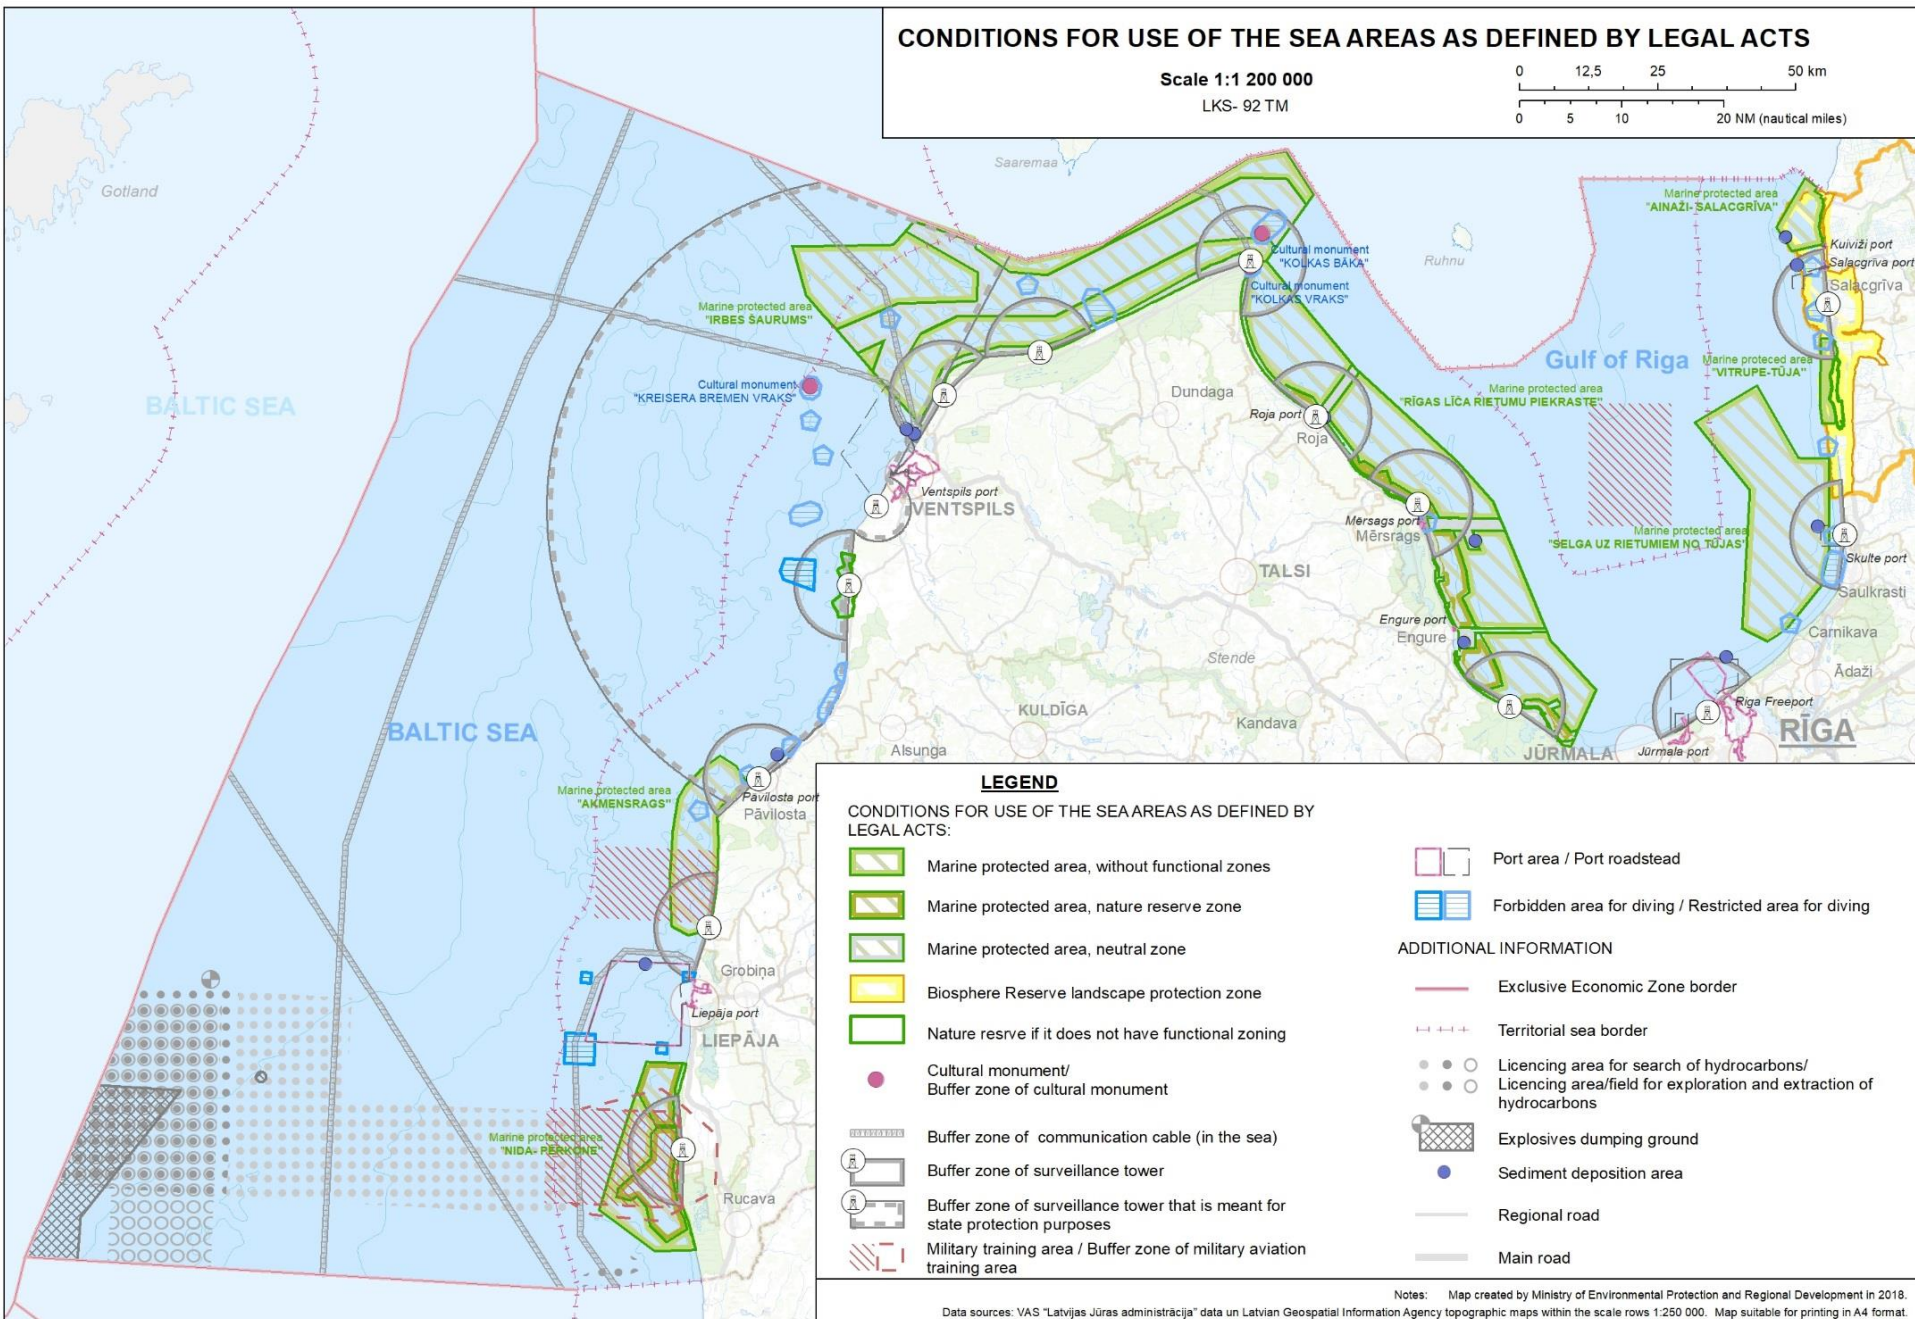 CONDITIONS FOR USE OF THE SEA AREAS AS DEFINED BY LEGAL ACTS
Scale 1:1 200 000
LKS- 92 TM
0 12,5 25 50 km
0 5 10 20 NM (nautical miles)
Gotland
Saaremaa
Ruhnu
Marine protected area
"AINAŽI- SALACGRĪVA"
Kuiviži port
Salacgrīva port
Salacgrīva
Cultural monument
"KOLKAS BĀKA"
Cultural monument
"KOLKAS VRAKS"
Marine protected area
"IRBES ŠAURUMS"
Gulf of Riga
Marine proteced area
"VITRUPE-TŪJA"
Cultural monument
"KREISERA BREMEN VRAKS"
Marine protected area
"RĪGAS LĪČA RIETUMU PIEKRASTE"
BALTIC SEA
Dundaga
Roja port
Roja
Ventspils port
VENTSPILS
Mērsags port
Mērsrags
Marine protected area
"SELGA UZ RIETUMIEM NO TŪJAS"
Skulte port
Saulkrasti
TALSI
Engure port
Engure
Carnikava
Stende
Ādaži
BALTIC SEA
KULDĪGA
Kandava
Riga Freeport
RĪGA
Alsunga
JŪRMALA
Jūrmala port
Marine protected area
"AKMENSRAGS"
Pāvilosta port
Pāvilosta
Grobiņa
Liepāja port
LIEPĀJA
Marine protected area
"NIDA- PĒRKONE"
Rucava
LEGEND
CONDITIONS FOR USE OF THE SEA AREAS AS DEFINED BY
LEGAL ACTS:
Marine protected area, without functional zones
Marine protected area, nature reserve zone
Marine protected area, neutral zone
Biosphere Reserve landscape protection zone
Nature resrve if it does not have functional zoning
Cultural monument/
Buffer zone of cultural monument
Buffer zone of communication cable (in the sea)
Buffer zone of surveillance tower
Buffer zone of surveillance tower that is meant for
state protection purposes
Military training area / Buffer zone of military aviation
training area
Port area / Port roadstead
Forbidden area for diving / Restricted area for diving
ADDITIONAL INFORMATION
Exclusive Economic Zone border
Territorial sea border
Licencing area for search of hydrocarbons/
Licencing area/field for exploration and extraction of
hydrocarbons
Explosives dumping ground
Sediment deposition area
Regional road
Main road
Notes: Map created by Ministry of Environmental Protection and Regional Development in 2018.
Data sources: VAS "Latvijas Jūras administrācija" data un Latvian Geospatial Information Agency topographic maps within the scale rows 1:250 000. Map suitable for printing in A4 format.